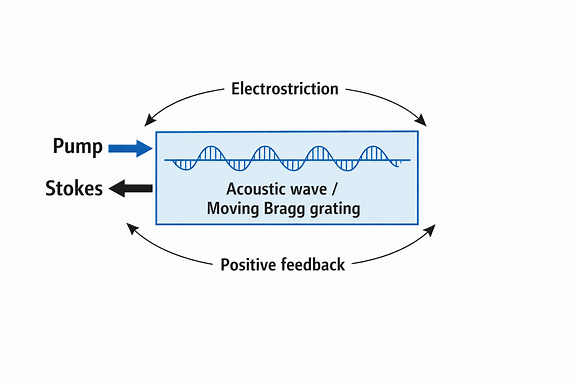 Electrostriction
Pump
Stokes
Acoustic wave /
Moving Bragg grating
Positive feedback